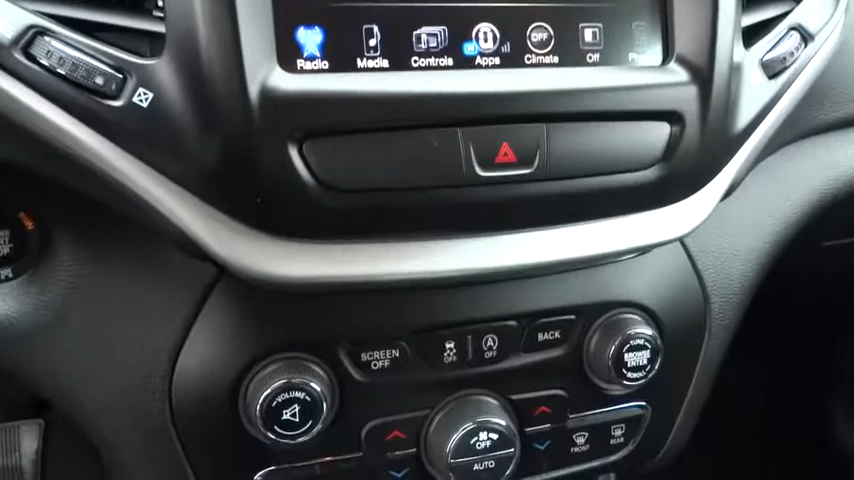 Radio
Media
Controls
Apps
OFF
Climate
Off
RUN
SCREEN
OFF
OFF
A
OFF
BACK
TUNE
BROWSE
ENTER
SCROLL
VOLUME
OFF
AUTO
FRONT
REAR